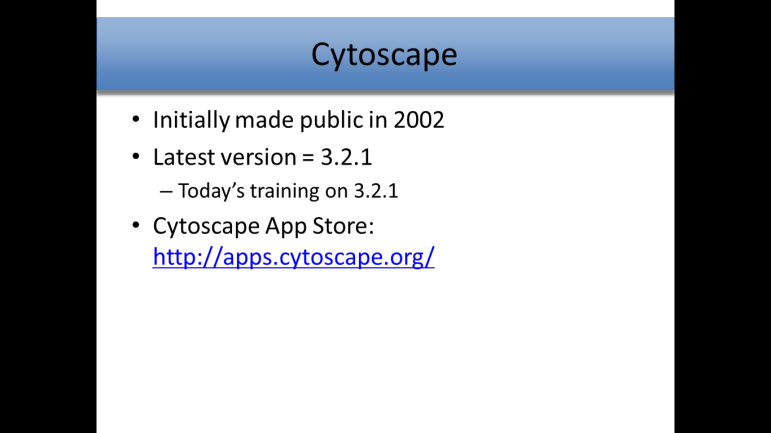 Cytoscape
• Initially made public in 2002
• Latest version = 3.2.1
– Today’s training on 3.2.1
• Cytoscape App Store:
http://apps.cytoscape.org/